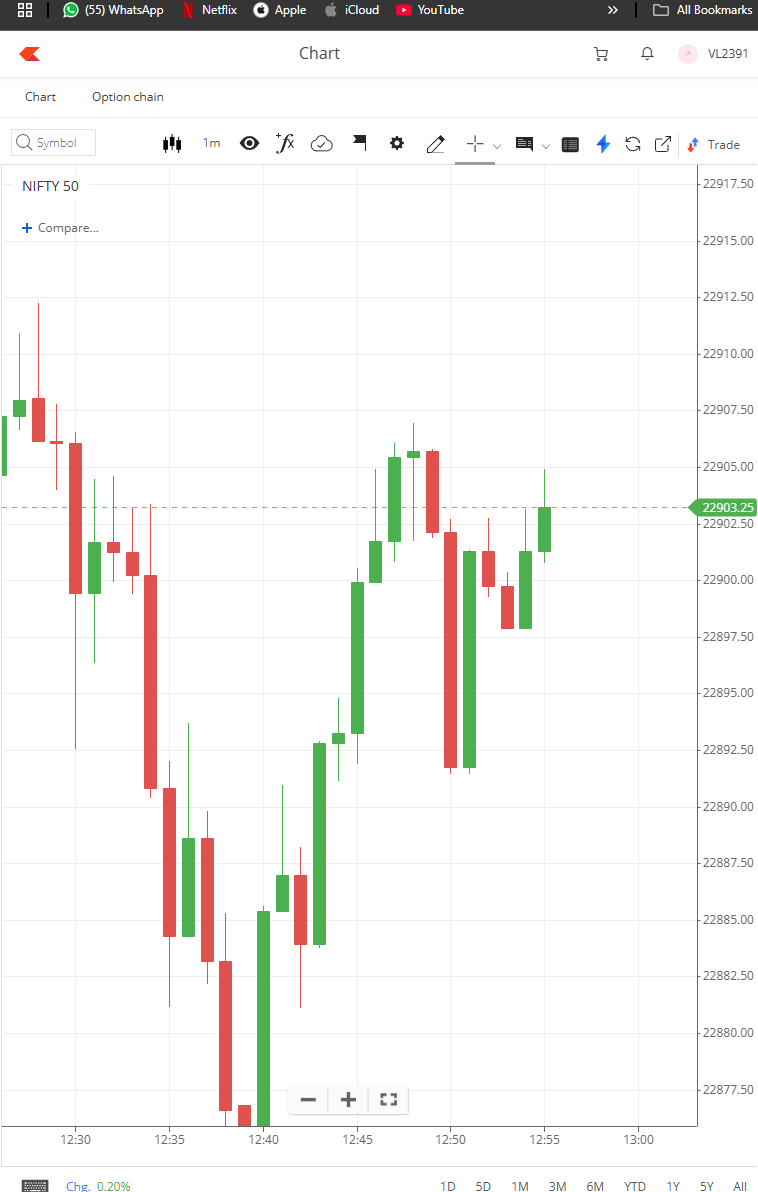 (55) WhatsApp Netflix Apple iCloud YouTube » All Bookmarks
Chart VL2391
Chart Option chain
Symbol 1m Trade
NIFTY 50
Compare...
22917.50
22915.00
22912.50
22910.00
22907.50
22905.00
22903.25
22902.50
22900.00
22897.50
22895.00
22892.50
22890.00
22887.50
22885.00
22882.50
22880.00
22877.50
12:30 12:35 12:40 12:45 12:50 12:55 13:00
Chg. 0.20% 1D 5D 1M 3M 6M YTD 1Y 5Y All